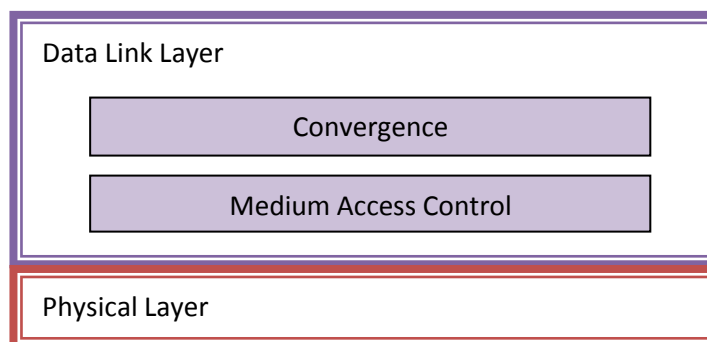 Data Link Layer
Convergence
Medium Access Control
Physical Layer